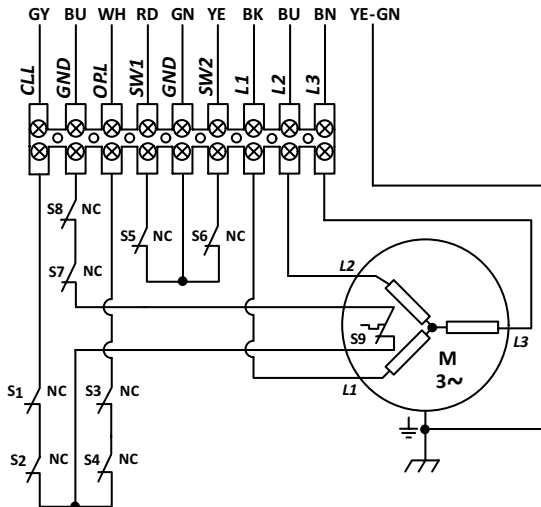 GY BU WH RD GN YE BK BU BN YE-GN
CLL GND OPL SW1 GND SW2 L1 L2 L3
S8 NC
S5 NC S6 NC
S7 NC
L2
S9
L3
M
3~
L1
S1 NC S3 NC
S2 NC S4 NC